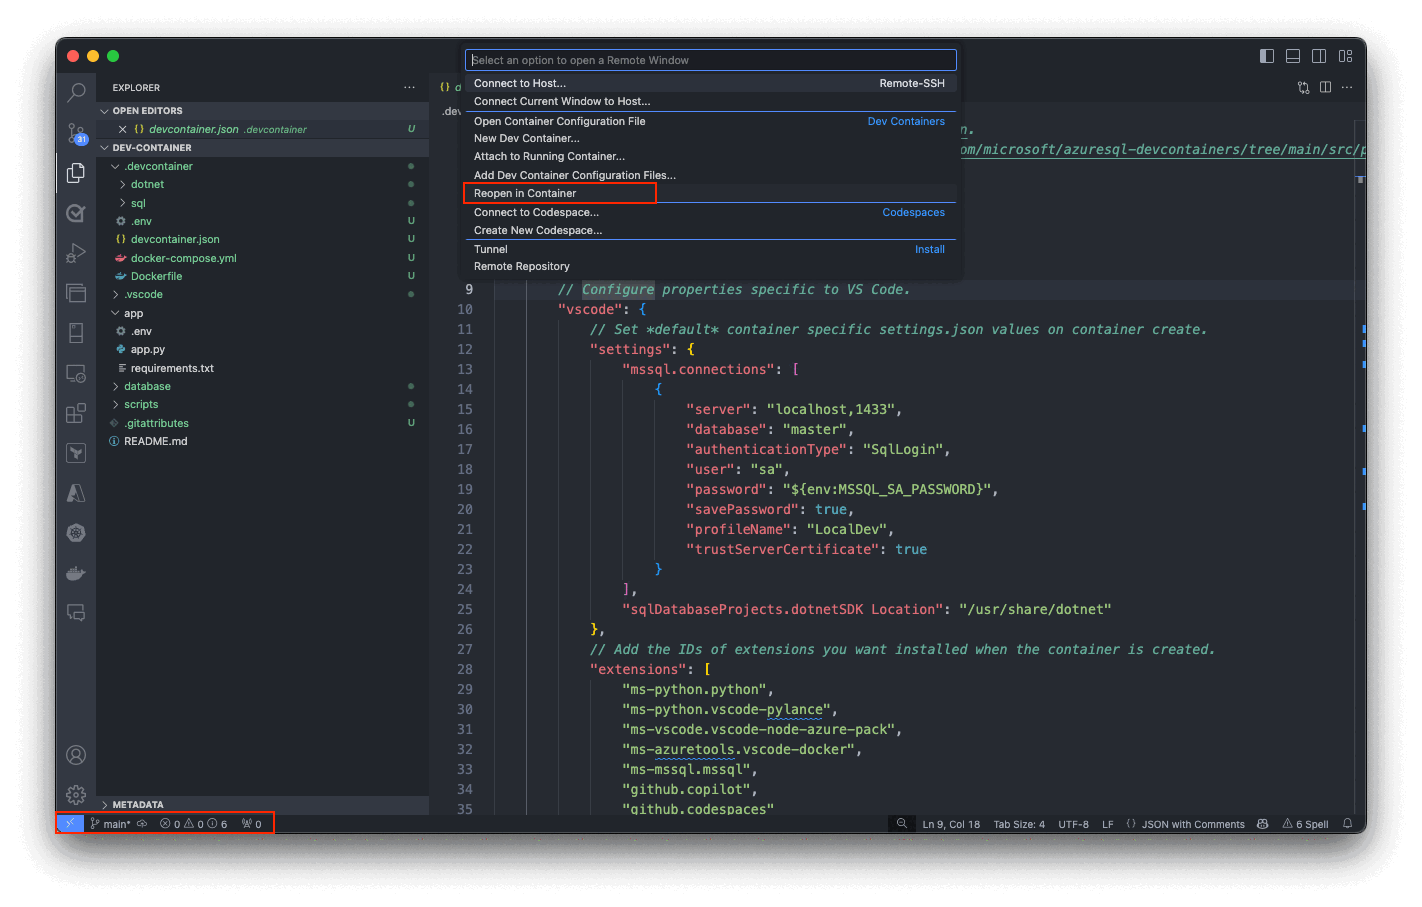 Select an option to open a Remote Window
Connect to Host... Remote-SSH
Connect Current Window to Host...
Open Container Configuration File Dev Containers
New Dev Container...
Attach to Running Container...
Add Dev Container Configuration Files...
Reopen in Container
Connect to Codespace... Codespaces
Create New Codespace...
Tunnel Install
Remote Repository
EXPLORER
OPEN EDITORS
devcontainer.json .devcontainer U
DEV-CONTAINER
.devcontainer
dotnet
sql
.env U
devcontainer.json U
docker-compose.yml U
Dockerfile U
.vscode
app
.env
app.py
requirements.txt
database
scripts
.gitattributes U
README.md
METADATA
31
{} d
.dev
n.
om/microsoft/azuresql-devcontainers/tree/main/src/p
9 // Configure properties specific to VS Code.
10 "vscode": {
11 // Set *default* container specific settings.json values on container create.
12 "settings": {
13 "mssql.connections": [
14 {
15 "server": "localhost,1433",
16 "database": "master",
17 "authenticationType": "SqlLogin",
18 "user": "sa",
19 "password": "${env:MSSQL_SA_PASSWORD}",
20 "savePassword": true,
21 "profileName": "LocalDev",
22 "trustServerCertificate": true
23 }
24 ],
25 "sqlDatabaseProjects.dotnetSDK Location": "/usr/share/dotnet"
26 },
27 // Add the IDs of extensions you want installed when the container is created.
28 "extensions": [
29 "ms-python.python",
30 "ms-python.vscode-pylance",
31 "ms-vscode.vscode-node-azure-pack",
32 "ms-azuretools.vscode-docker",
33 "ms-mssql.mssql",
34 "github.copilot",
35 "github.codespaces"
main* 0 0 6 0 Ln 9, Col 18 Tab Size: 4 UTF-8 LF {} JSON with Comments 6 Spell